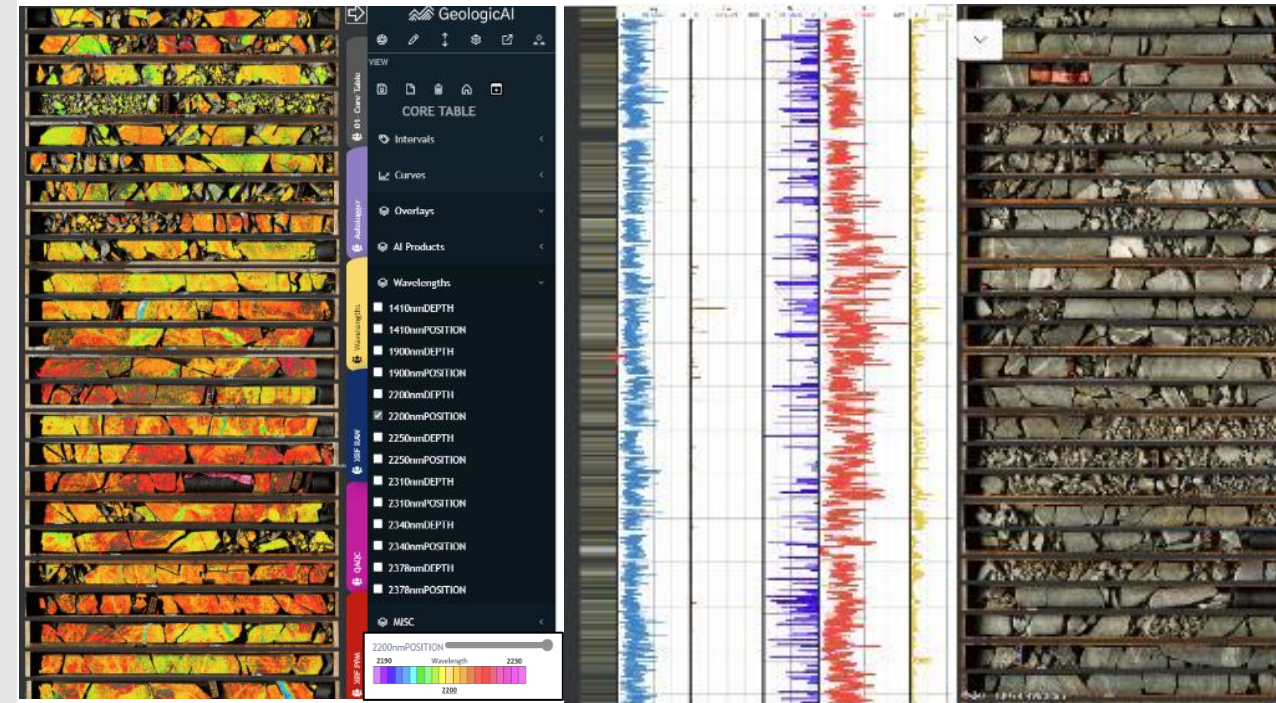 GeologicAI
VIEW
CORE TABLE
Intervals
Curves
Overlays
AI Products
Wavelengths
1410nmDEPTH
1410nmPOSITION
1900nmDEPTH
1900nmPOSITION
2200nmDEPTH
2200nmPOSITION
2250nmDEPTH
2250nmPOSITION
2310nmDEPTH
2310nmPOSITION
2340nmDEPTH
2340nmPOSITION
2378nmDEPTH
2378nmPOSITION
MISC
01 - Core Table
Autologger
Wavelengths
XRF RAW
QAQC
XRF PPM
2200nmPOSITION
2190 Wavelength 2230
2200